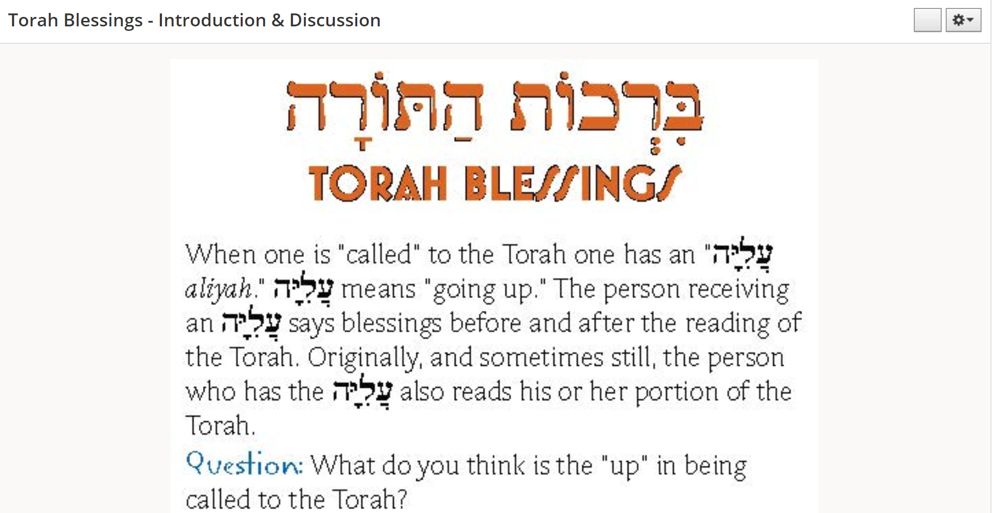 Torah Blessings - Introduction & Discussion
בִּרְכוֹת הַתּוֹרָה
TORAH BLESSINGS
When one is "called" to the Torah one has an "עֲלִיָּה
aliyah." עֲלִיָּה means "going up." The person receiving
an עֲלִיָּה says blessings before and after the reading of
the Torah. Originally, and sometimes still, the person
who has the עֲלִיָּה also reads his or her portion of the
Torah.
Question: What do you think is the "up" in being
called to the Torah?